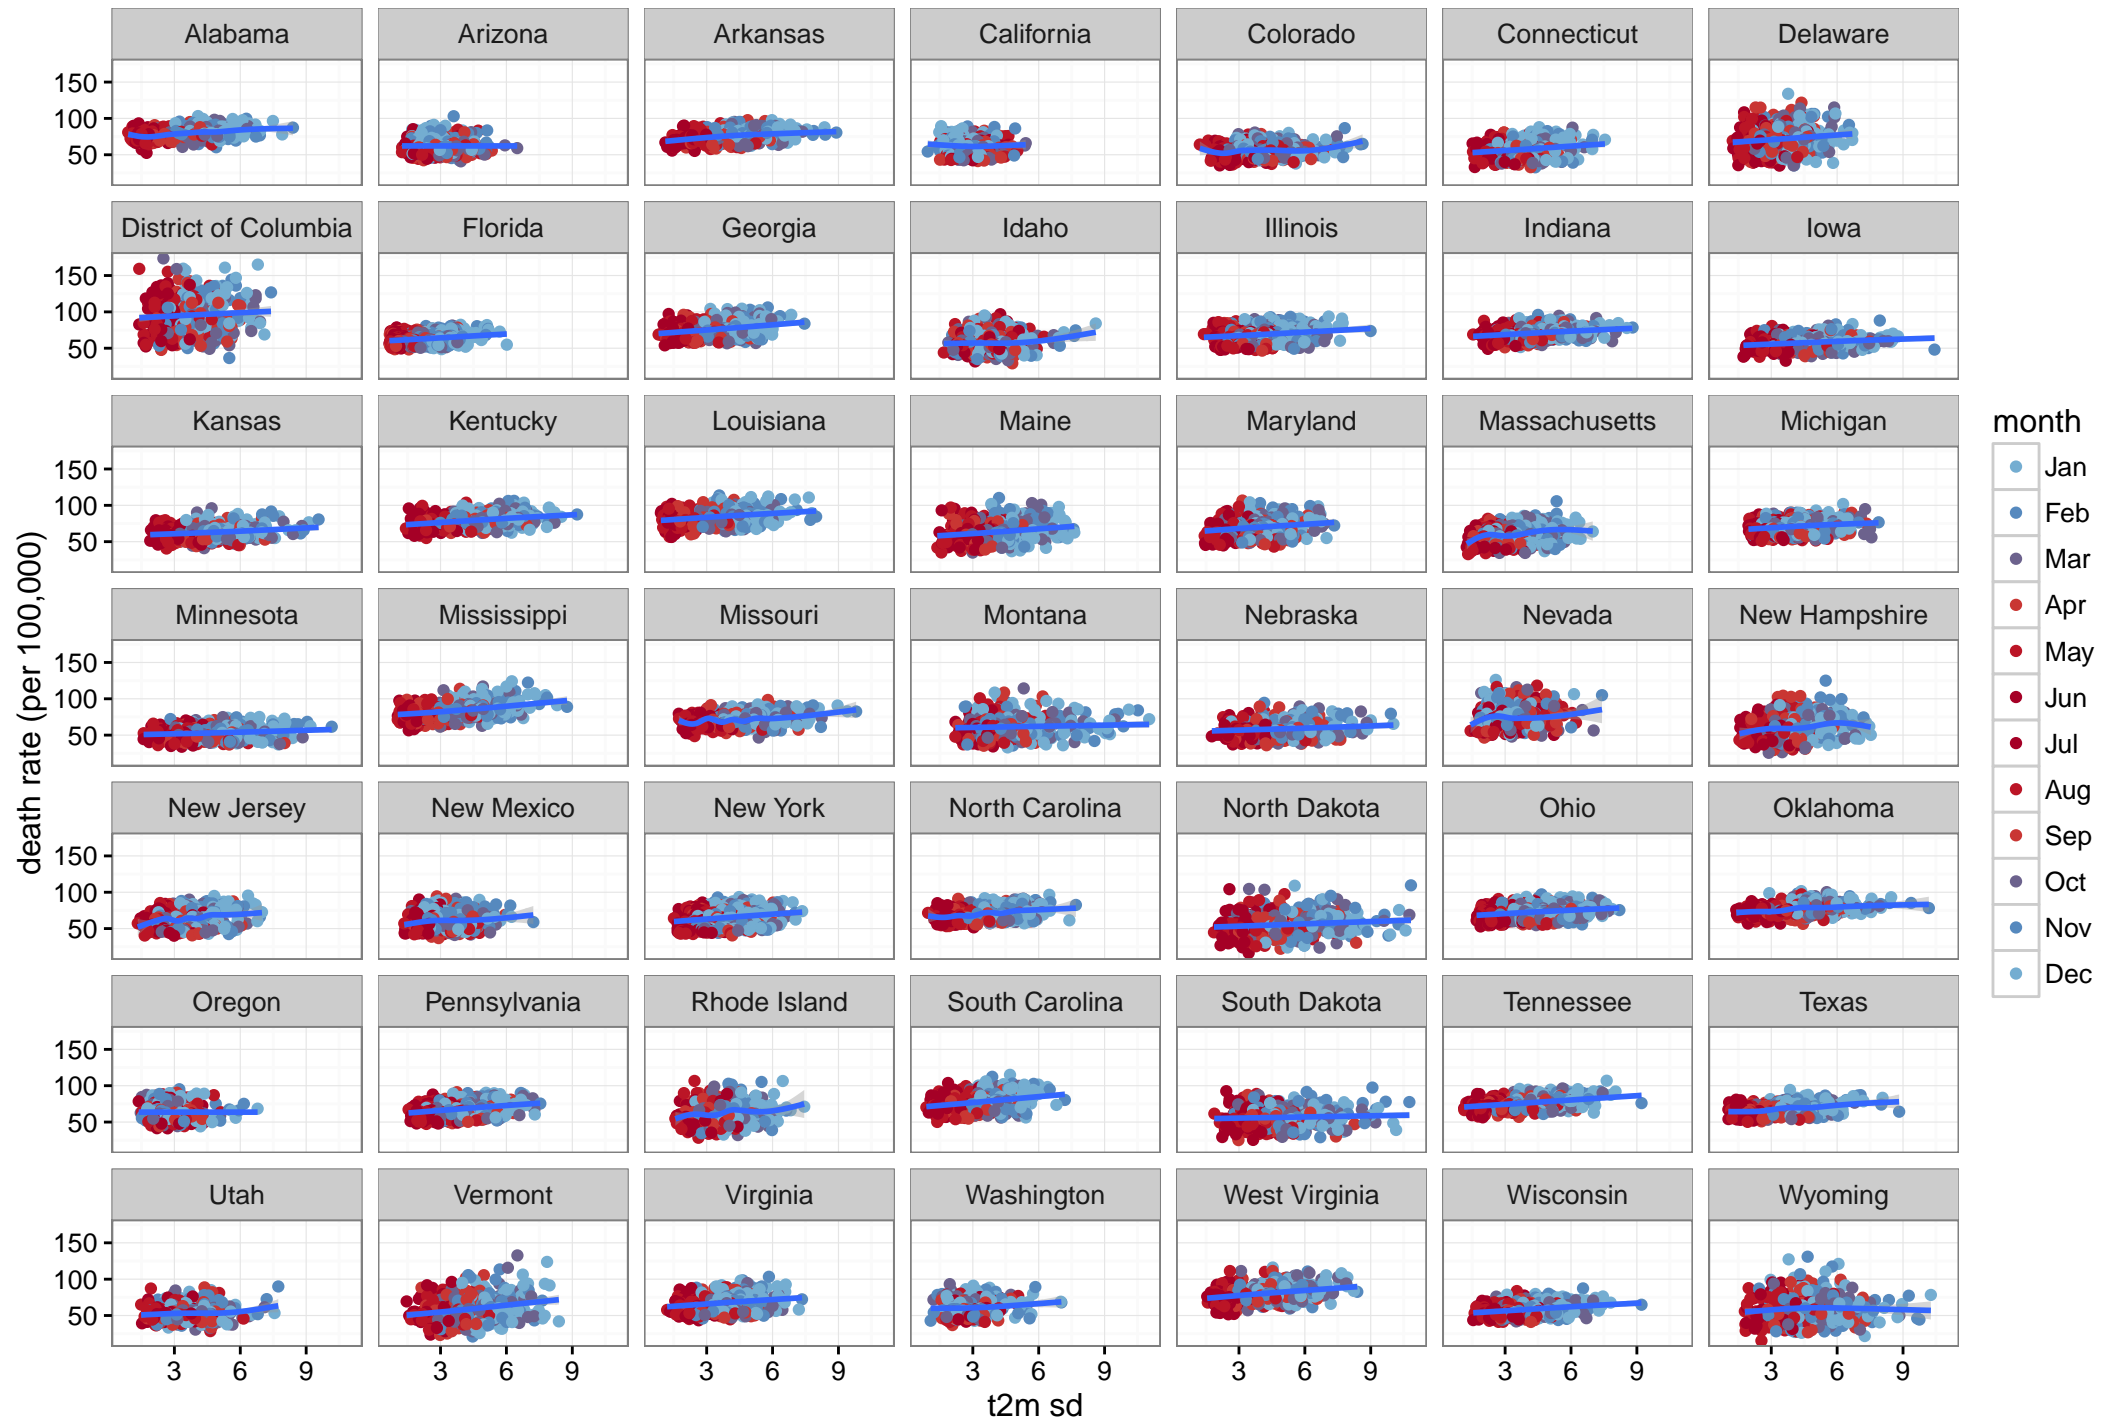 Alabama Arizona Arkansas California Colorado Connecticut Delaware
150
100
50
District of Columbia Florida Georgia Idaho Illinois Indiana Iowa
150
100
50
Kansas Kentucky Louisiana Maine Maryland Massachusetts Michigan
150
100
50
Minnesota Mississippi Missouri Montana Nebraska Nevada New Hampshire
150
100
50
New Jersey New Mexico New York North Carolina North Dakota Ohio Oklahoma
150
100
50
Oregon Pennsylvania Rhode Island South Carolina South Dakota Tennessee Texas
150
100
50
Utah Vermont Virginia Washington West Virginia Wisconsin Wyoming
150
100
50
3 6 9 3 6 9 3 6 9 3 6 9 3 6 9 3 6 9 3 6 9
t2m sd
death rate (per 100,000)
month
Jan
Feb
Mar
Apr
May
Jun
Jul
Aug
Sep
Oct
Nov
Dec